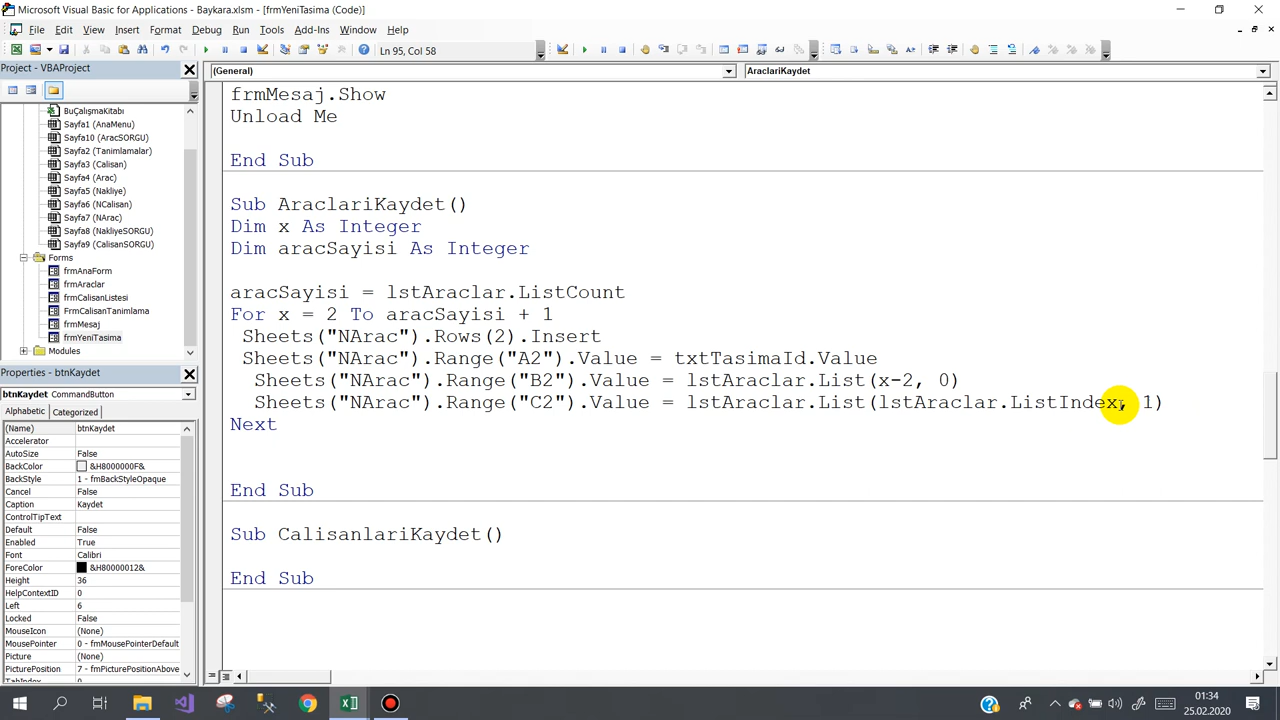 Microsoft Visual Basic for Applications - Baykara.xlsm - [frmYeniTasima (Code)]
File Edit View Insert Format Debug Run Tools Add-Ins Window Help
Ln 95, Col 58
Project - VBAProject
(General)
AraclariKaydet
BuÇalışmaKitabı
Sayfa1 (AnaMenu)
Sayfa10 (AracSORGU)
Sayfa2 (Tanimlamalar)
Sayfa3 (Calisan)
Sayfa4 (Arac)
Sayfa5 (Nakliye)
Sayfa6 (NCalisan)
Sayfa7 (NArac)
Sayfa8 (NakliyeSORGU)
Sayfa9 (CalisanSORGU)
Forms
frmAnaForm
frmAraclar
frmCalisanListesi
frmCalisanTanimlama
frmMesaj
frmYeniTasima
Modules
Properties - btnKaydet
btnKaydet CommandButton
Alphabetic Categorized
(Name) btnKaydet
Accelerator
AutoSize False
BackColor &H8000000F&
BackStyle 1 - fmBackStyleOpaque
Cancel False
Caption Kaydet
ControlTipText
Default False
Enabled True
Font Calibri
ForeColor &H80000012&
Height 36
HelpContextID 0
Left 6
Locked False
MouseIcon (None)
MousePointer 0 - fmMousePointerDefault
Picture (None)
PicturePosition 7 - fmPicturePositionAbove
frmMesaj.Show
Unload Me
End Sub
Sub AraclariKaydet()
Dim x As Integer
Dim aracSayisi As Integer
aracSayisi = lstAraclar.ListCount
For x = 2 To aracSayisi + 1
Sheets("NArac").Rows(2).Insert
Sheets("NArac").Range("A2").Value = txtTasimaId.Value
Sheets("NArac").Range("B2").Value = lstAraclar.List(x-2, 0)
Sheets("NArac").Range("C2").Value = lstAraclar.List(lstAraclar.ListIndex, 1)
Next
End Sub
Sub CalisanlariKaydet()
End Sub
01:34
25.02.2020